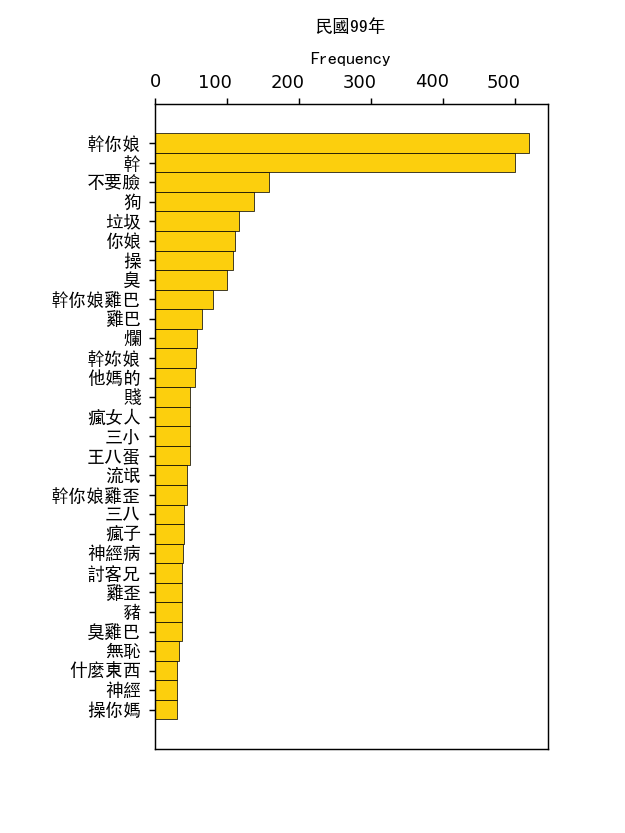 民國99年
Frequency
0 100 200 300 400 500
幹你娘
幹
不要臉
狗
垃圾
你娘
操
臭
幹你娘雞巴
雞巴
爛
幹妳娘
他媽的
賤
瘋女人
三小
王八蛋
流氓
幹你娘雞歪
三八
瘋子
神經病
討客兄
雞歪
豬
臭雞巴
無恥
什麼東西
神經
操你媽